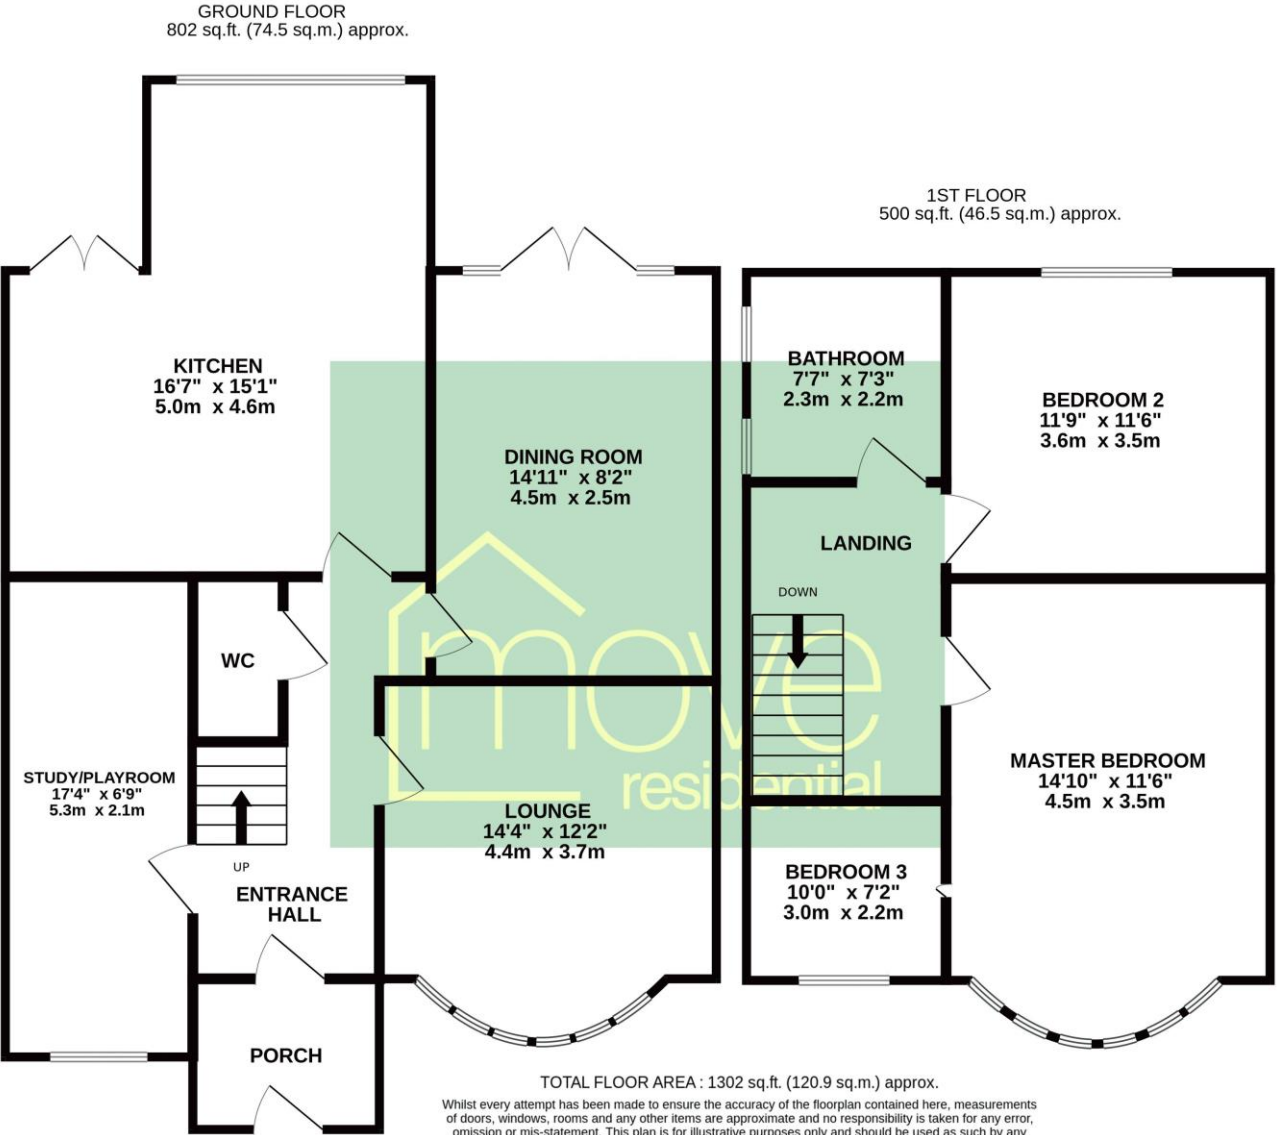 GROUND FLOOR
802 sq.ft. (74.5 sq.m.) approx.
1ST FLOOR
500 sq.ft. (46.5 sq.m.) approx.
KITCHEN
16'7" x 15'1"
5.0m x 4.6m
DINING ROOM
14'11" x 8'2"
4.5m x 2.5m
BATHROOM
7'7" x 7'3"
2.3m x 2.2m
BEDROOM 2
11'9" x 11'6"
3.6m x 3.5m
LANDING
DOWN
WC
move
residential
STUDY/PLAYROOM
17'4" x 6'9"
5.3m x 2.1m
LOUNGE
14'4" x 12'2"
4.4m x 3.7m
MASTER BEDROOM
14'10" x 11'6"
4.5m x 3.5m
UP
ENTRANCE
HALL
BEDROOM 3
10'0" x 7'2"
3.0m x 2.2m
PORCH
TOTAL FLOOR AREA : 1302 sq.ft. (120.9 sq.m.) approx.
Whilst every attempt has been made to ensure the accuracy of the floorplan contained here, measurements
of doors, windows, rooms and any other items are approximate and no responsibility is taken for any error,
omission or mis-statement. This plan is for illustrative purposes only and should be used as such by any